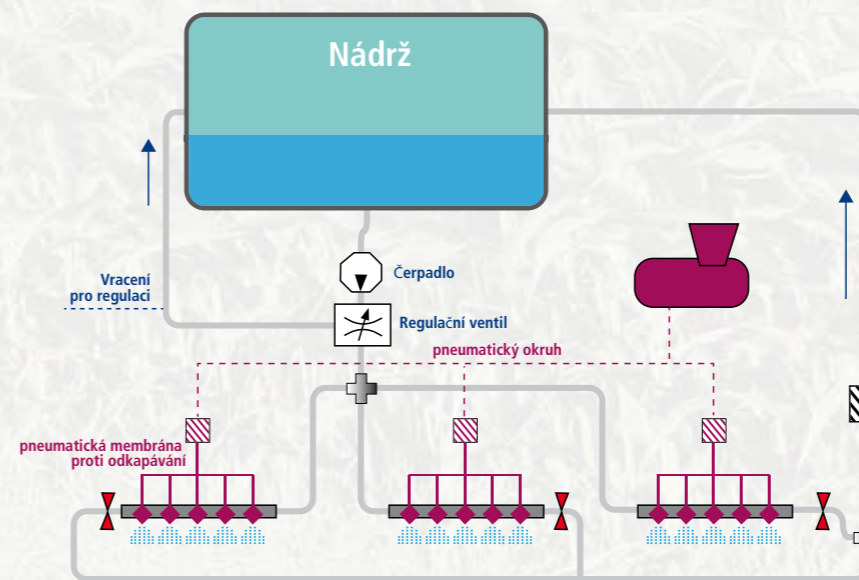 Nádrž
Čerpadlo
Vracení
pro regulaci
Regulační ventil
pneumatický okruh
pneumatická membrána
proti odkapávání